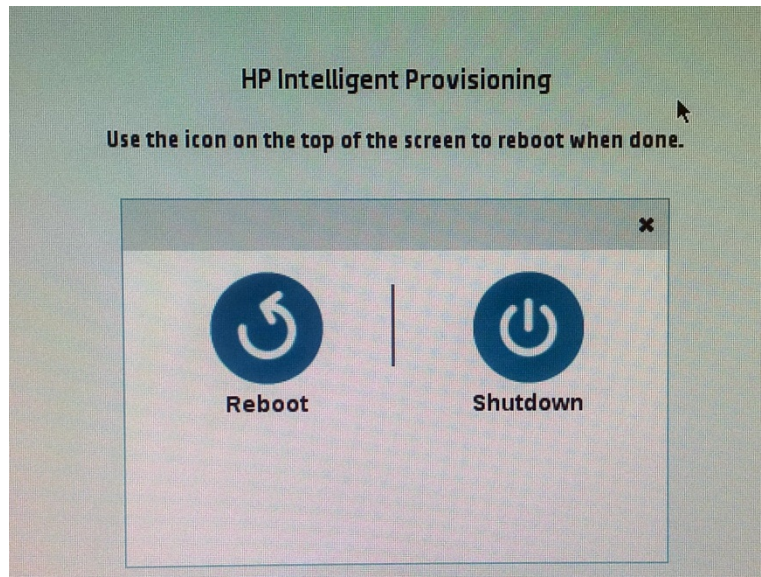 HP Intelligent Provisioning
Use the icon on the top of the screen to reboot when done.
Reboot
Shutdown